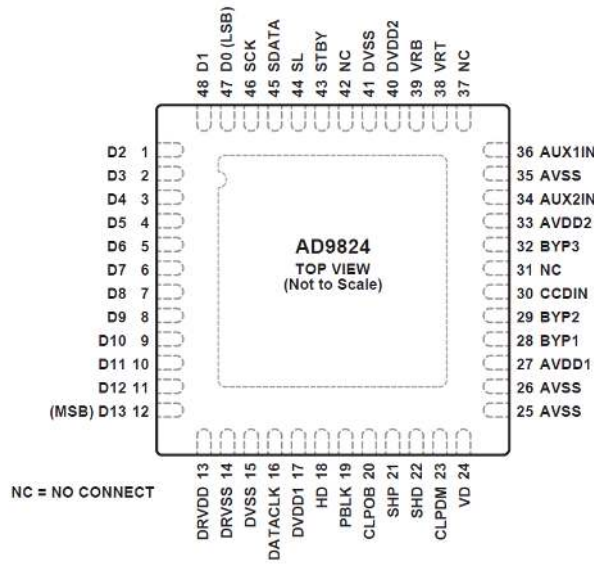 48 D1
47 D0 (LSB)
46 SCK
45 SDATA
44 SL
43 STBY
42 NC
41 DVSS
40 DVDD2
39 VRB
38 VRT
37 NC
D2 1
D3 2
D4 3
D5 4
D6 5
D7 6
D8 7
D9 8
D10 9
D11 10
D12 11
(MSB) D13 12
AD9824
TOP VIEW
(Not to Scale)
36 AUX1IN
35 AVSS
34 AUX2IN
33 AVDD2
32 BYP3
31 NC
30 CCDIN
29 BYP2
28 BYP1
27 AVDD1
26 AVSS
25 AVSS
DRVDD 13
DRVSS 14
DVSS 15
DATACLK 16
DVDD1 17
HD 18
PBLK 19
CLPOB 20
SHP 21
SHD 22
CLPDM 23
VD 24
NC = NO CONNECT